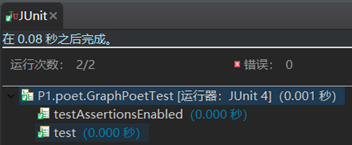 JUnit
在 0.08 秒之后完成。
运行次数： 2/2 错误： 0
P1.poet.GraphPoetTest [运行器：JUnit 4] (0.001 秒)
testAssertionsEnabled (0.000 秒)
test (0.000 秒)